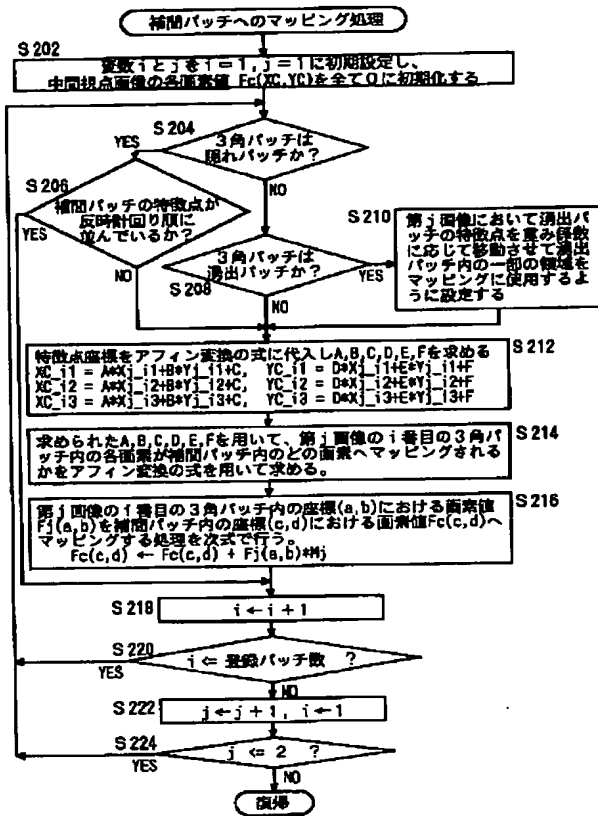 補間パッチへのマッピング処理
S 202
変数iとjをi=1, j=1に初期設定し、
中間視点画像の各画素値 Fc(XC,YC)を全て0に初期化する
S 204
YES
3角パッチは
隠れパッチか?
NO
S 206
補間パッチの特徴点が
反時計回り順に
並んでいるか?
YES
NO
3角パッチは
湧出パッチか?
S 208
YES
NO
S 210
第j画像において湧出パ
ッチの特徴点を重み係数
に応じて移動させて湧出
パッチ内の一部の領域を
マッピングに使用するよ
うに設定する
S 212
特徴点座標をアフィン変換の式に代入しA,B,C,D,E,Fを求める
XC_i1 = A*Xj_i1+B*Yj_i1+C, YC_i1 = D*Xj_i1+E*Yj_i1+F
XC_i2 = A*Xj_i2+B*Yj_i2+C, YC_i2 = D*Xj_i2+E*Yj_i2+F
XC_i3 = A*Xj_i3+B*Yj_i3+C, YC_i3 = D*Xj_i3+E*Yj_i3+F
S 214
求められたA,B,C,D,E,Fを用いて、第j画像のi番目の3角パ
ッチ内の各画素が補間パッチ内のどの画素へマッピングされる
かをアフィン変換の式を用いて求める。
S 216
第j画像のi番目の3角パッチ内の座標(a,b)における画素値
Fj(a,b)を補間パッチ内の座標(c,d)における画素値Fc(c,d)へ
マッピングする処理を次式で行う。
Fc(c,d) ← Fc(c,d) + Fj(a,b)*Mj
S 218
i←i+1
S 220
i <= 登録パッチ数 ?
YES
NO
S 222
j←j+1, i←1
S 224
j <= 2 ?
YES
NO
復帰